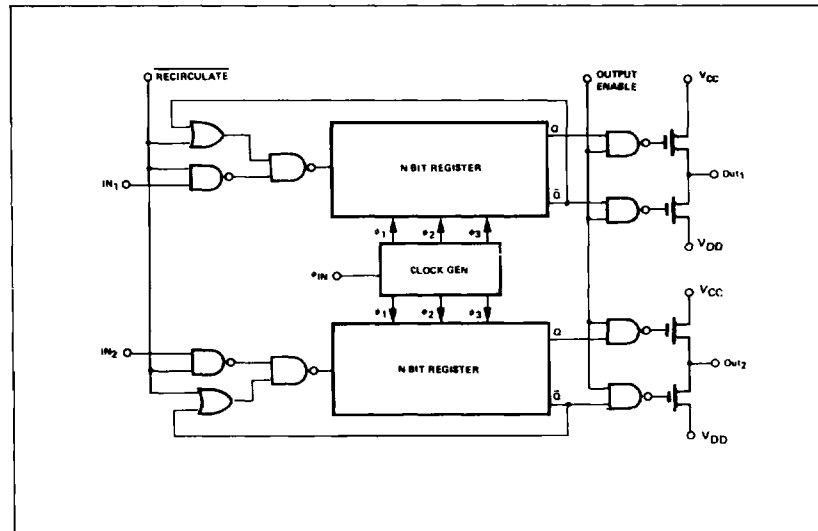 RECIRCULATE
OUTPUT
ENABLE
VCC
IN1
N BIT REGISTER
Q
Q̄
Out1
VDD
φ1 φ2 φ3
φIN
CLOCK GEN
φ1 φ2 φ3
VCC
IN2
N BIT REGISTER
Q
Q̄
Out2
VDD